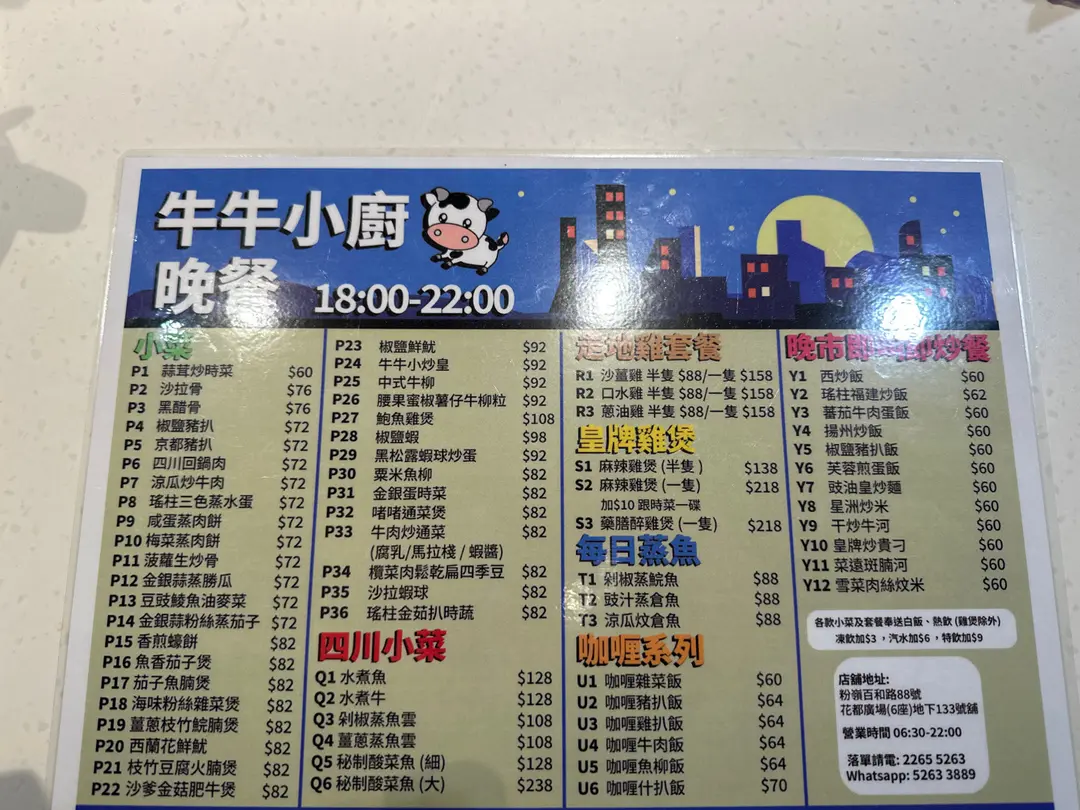 牛牛小廚
晚餐 18:00-22:00
小菜
P1 蒜茸炒時菜 $60
P2 沙拉骨 $76
P3 黑醋骨 $76
P4 椒鹽豬扒 $72
P5 京都豬扒 $72
P6 四川回鍋肉 $72
P7 涼瓜炒牛肉 $72
P8 瑤柱三色蒸水蛋 $72
P9 咸蛋蒸肉餅 $72
P10 梅菜蒸肉餅 $72
P11 菠蘿生炒骨 $72
P12 金銀蒜蒸勝瓜 $72
P13 豆豉鯪魚油麥菜 $72
P14 金銀蒜粉絲蒸茄子 $72
P15 香煎蠔餅 $82
P16 魚香茄子煲 $82
P17 茄子魚腩煲 $82
P18 海味粉絲雜菜煲 $82
P19 薑蔥枝竹鯇腩煲 $82
P20 西蘭花鮮魷 $82
P21 枝竹豆腐火腩煲 $82
P22 沙爹金菇肥牛煲 $82
P23 椒鹽鮮魷 $92
P24 牛牛小炒皇 $92
P25 中式牛柳 $92
P26 腰果蜜椒薯仔牛柳粒 $92
P27 鮑魚雞煲 $108
P28 椒鹽蝦 $98
P29 黑松露蝦球炒蛋 $92
P30 粟米魚柳 $82
P31 金銀蛋時菜 $82
P32 啫啫通菜煲 $82
P33 牛肉炒通菜 $82
(腐乳/馬拉棧 / 蝦醬)
P34 欖菜肉鬆乾扁四季豆 $82
P35 沙拉蝦球 $82
P36 瑤柱金茹扒時蔬 $82
四川小菜
Q1 水煮魚 $128
Q2 水煮牛 $128
Q3 剁椒蒸魚雲 $108
Q4 薑蔥蒸魚雲 $108
Q5 秘制酸菜魚 (細) $128
Q6 秘制酸菜魚 (大) $238
走地雞套餐
R1 沙薑雞 半隻 $88/一隻 $158
R2 口水雞 半隻 $88/一隻 $158
R3 蔥油雞 半隻 $88/一隻 $158
皇牌雞煲
S1 麻辣雞煲 (半隻 ) $138
S2 麻辣雞煲 (一隻) $218
加$10 跟時菜一碟
S3 藥膳醉雞煲 (一隻) $218
每日蒸魚
T1 剁椒蒸鯇魚 $88
T2 豉汁蒸倉魚 $88
T3 涼瓜炆倉魚 $88
咖喱系列
U1 咖喱雜菜飯 $60
U2 咖喱豬扒飯 $64
U3 咖喱雞扒飯 $64
U4 咖喱牛肉飯 $64
U5 咖喱魚柳飯 $64
U6 咖喱什扒飯 $70
晚市即炒餐
Y1 西炒飯 $60
Y2 瑤柱福建炒飯 $62
Y3 蕃茄牛肉蛋飯 $60
Y4 揚州炒飯 $60
Y5 椒鹽豬扒飯 $60
Y6 芙蓉煎蛋飯 $60
Y7 豉油皇炒麵 $60
Y8 星洲炒米 $60
Y9 干炒牛河 $60
Y10 皇牌炒貴刁 $60
Y11 菜遠斑腩河 $60
Y12 雪菜肉絲炆米 $60
各款小菜及套餐奉送白飯、熱飲 (雞煲除外)
凍飲加$3 ，汽水加$6 ，特飲加$9
店舖地址:
粉嶺百和路88號
花都廣場(6座)地下133號舖
營業時間 06:30-22:00
落單請電: 2265 5263
Whatsapp: 5263 3889